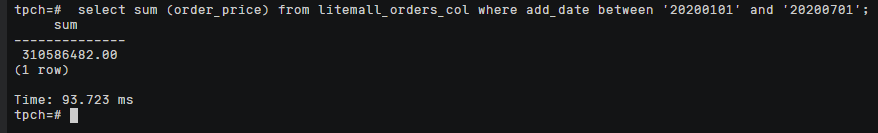 tpch=#  select sum (order_price) from litemall_orders_col where add_date between '20200101' and '20200701';
     sum
--------------
 310586482.00
(1 row)

Time: 93.723 ms
tpch=#